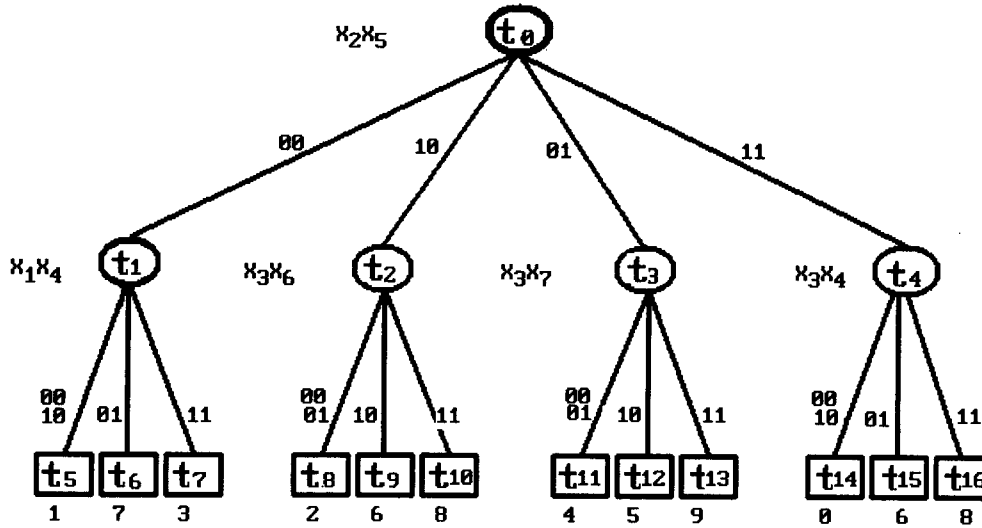 x₂x₅ t₀
00 10 01 11
x₁x₄ t₁ x₃x₆ t₂ x₃x₇ t₃ x₃x₄ t₄
00 00 00 00
10 01 11 01 10 11 01 10 11 10 01 11
t₅ t₆ t₇ t₈ t₉ t₁₀ t₁₁ t₁₂ t₁₃ t₁₄ t₁₅ t₁₆
1 7 3 2 6 8 4 5 9 0 6 8